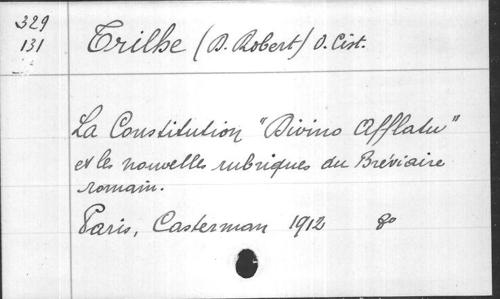 329
131
Trilhe (D. Robert) O. Cist.
La Constitution "Divino Afflatu"
et les nouvelles rubriques du Bréviaire
romain.
Paris, Casterman 1912 8°